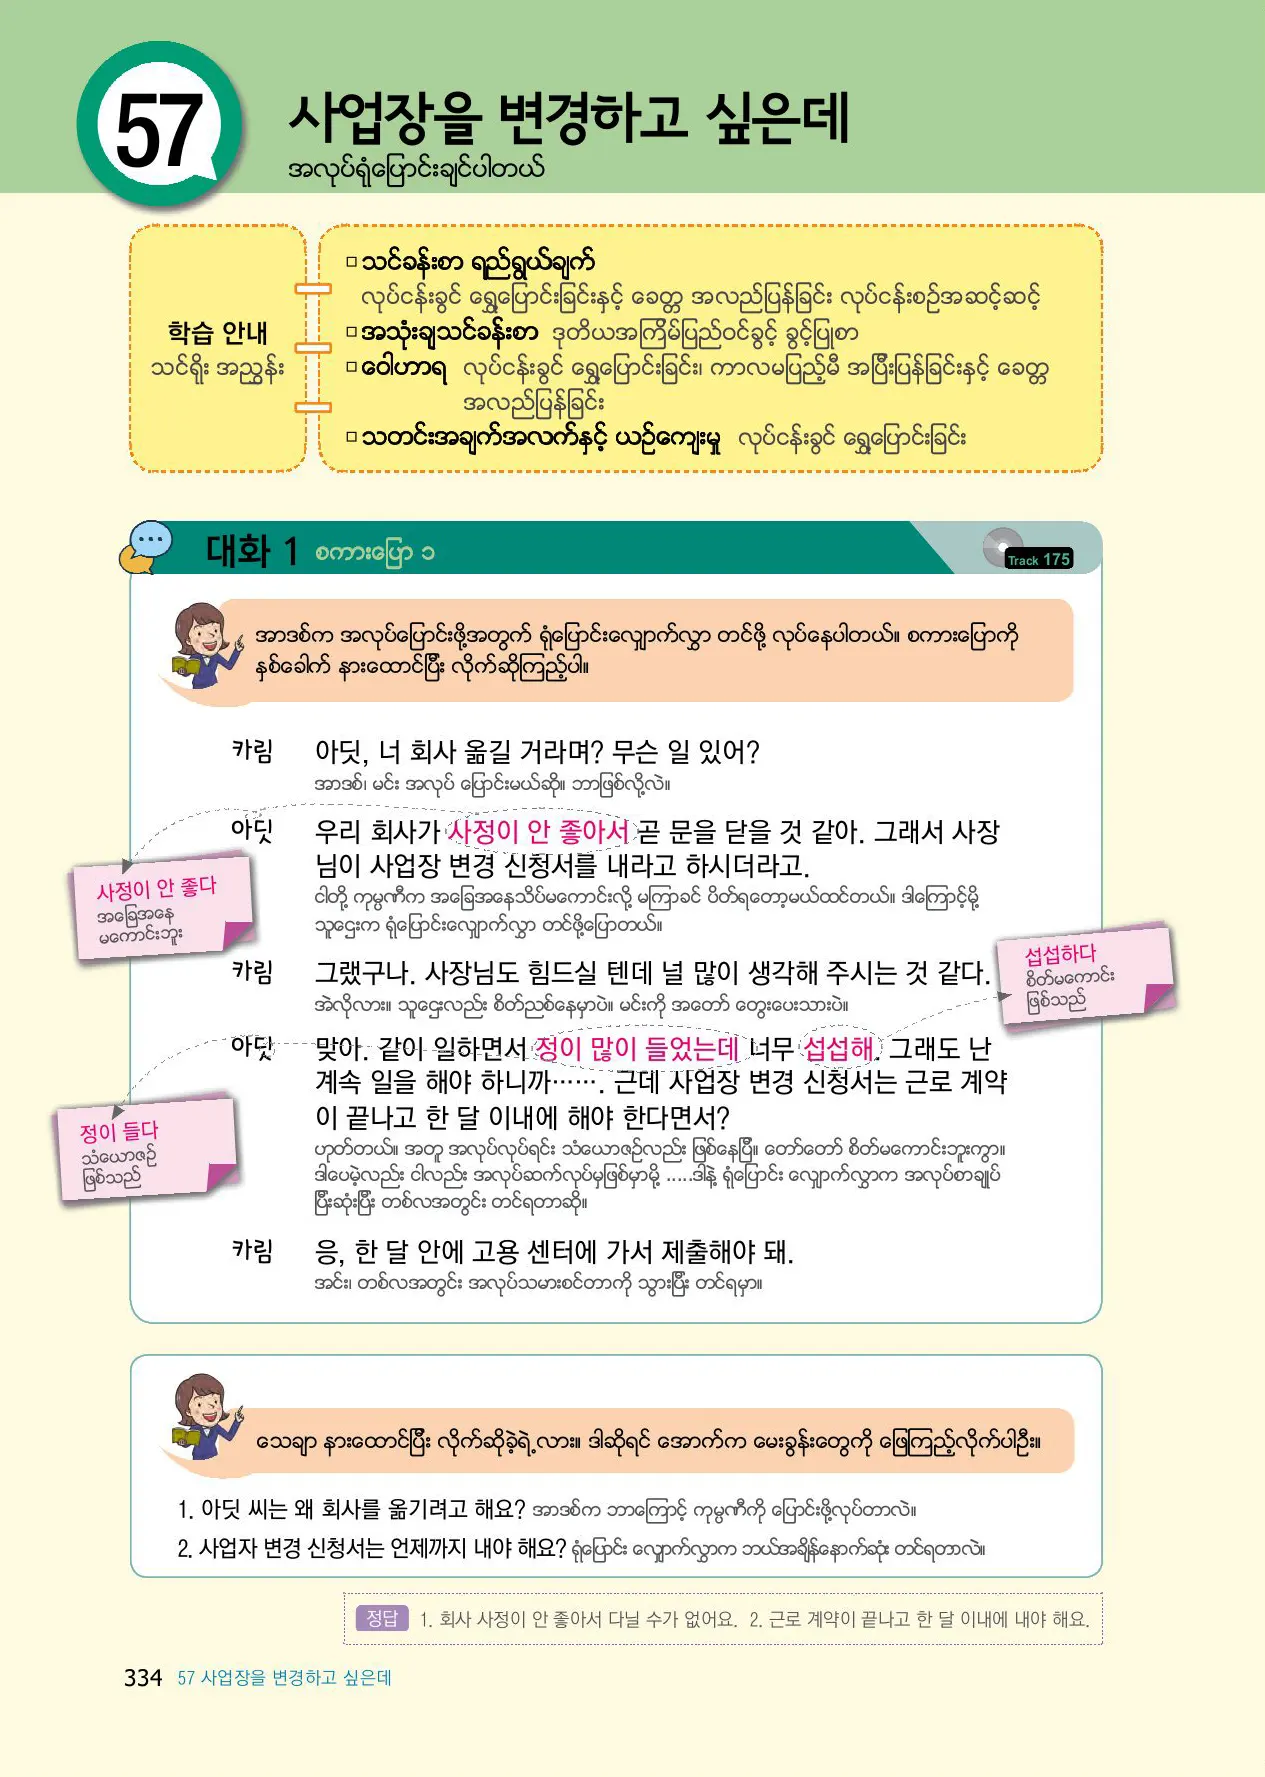 57
사업장을 변경하고 싶은데
အလုပ်ရုံပြောင်းချင်ပါတယ်
학습 안내
သင်ရိုး အညွှန်း
□ သင်ခန်းစာ ရည်ရွယ်ချက်
လုပ်ငန်းခွင် ရွှေ့ပြောင်းခြင်းနှင့် ခေတ္တ အလည်ပြန်ခြင်း လုပ်ငန်းစဉ်အဆင့်ဆင့်
□ အသုံးချသင်ခန်းစာ ဒုတိယအကြိမ်ပြည်ဝင်ခွင့် ခွင့်ပြုစာ
□ ဝေါဟာရ လုပ်ငန်းခွင် ရွှေ့ပြောင်းခြင်း၊ ကာလမပြည့်မီ အပြီးပြန်ခြင်းနှင့် ခေတ္တ
အလည်ပြန်ခြင်း
□ သတင်းအချက်အလက်နှင့် ယဉ်ကျေးမှု လုပ်ငန်းခွင် ရွှေ့ပြောင်းခြင်း
대화 1 စကားပြော ၁
Track 175
အာဒစ်က အလုပ်ပြောင်းဖို့အတွက် ရုံပြောင်းလျှောက်လွှာ တင်ဖို့ လုပ်နေပါတယ်။ စကားပြောကို
နှစ်ခေါက် နားထောင်ပြီး လိုက်ဆိုကြည့်ပါ။
카림 아딧, 너 회사 옮길 거라며? 무슨 일 있어?
အာဒစ်၊ မင်း အလုပ် ပြောင်းမယ်ဆို။ ဘာဖြစ်လို့လဲ။
아딧 우리 회사가 사정이 안 좋아서 곧 문을 닫을 것 같아. 그래서 사장
님이 사업장 변경 신청서를 내라고 하시더라고.
ငါတို့ ကုမ္ပဏီက အခြေအနေသိပ်မကောင်းလို့ မကြာခင် ပိတ်ရတော့မယ်ထင်တယ်။ ဒါကြောင့်မို့
သူဌေးက ရုံပြောင်းလျှောက်လွှာ တင်ဖို့ပြောတယ်။
사정이 안 좋다
အခြေအနေ
မကောင်းဘူး
카림 그랬구나. 사장님도 힘드실 텐데 널 많이 생각해 주시는 것 같다.
အဲလိုလား။ သူဌေးလည်း စိတ်ညစ်နေမှာပဲ။ မင်းကို အတော် တွေးပေးသားပဲ။
섭섭하다
စိတ်မကောင်း
ဖြစ်သည်
아딧 맞아. 같이 일하면서 정이 많이 들었는데 너무 섭섭해. 그래도 난
계속 일을 해야 하니까……. 근데 사업장 변경 신청서는 근로 계약
이 끝나고 한 달 이내에 해야 한다면서?
ဟုတ်တယ်။ အတူ အလုပ်လုပ်ရင်း သံယောဇဉ်လည်း ဖြစ်နေပြီ။ တော်တော် စိတ်မကောင်းဘူးကွာ။
ဒါပေမဲ့လည်း ငါလည်း အလုပ်ဆက်လုပ်မှဖြစ်မှာမို့ .....ဒါနဲ့ ရုံပြောင်း လျှောက်လွှာက အလုပ်စာချုပ်
ပြီးဆုံးပြီး တစ်လအတွင်း တင်ရတာဆို။
정이 들다
သံယောဇဉ်
ဖြစ်သည်
카림 응, 한 달 안에 고용 센터에 가서 제출해야 돼.
အင်း၊ တစ်လအတွင်း အလုပ်သမားစင်တာကို သွားပြီး တင်ရမှာ။
သေချာ နားထောင်ပြီး လိုက်ဆိုခဲ့ရဲ့လား။ ဒါဆိုရင် အောက်က မေးခွန်းတွေကို ဖြေကြည့်လိုက်ပါဦး။
1. 아딧 씨는 왜 회사를 옮기려고 해요? အာဒစ်က ဘာကြောင့် ကုမ္ပဏီကို ပြောင်းဖို့လုပ်တာလဲ။
2. 사업자 변경 신청서는 언제까지 내야 해요? ရုံပြောင်း လျှောက်လွှာက ဘယ်အချိန်နောက်ဆုံး တင်ရတာလဲ။
정답 1. 회사 사정이 안 좋아서 다닐 수가 없어요. 2. 근로 계약이 끝나고 한 달 이내에 내야 해요.
334 57 사업장을 변경하고 싶은데